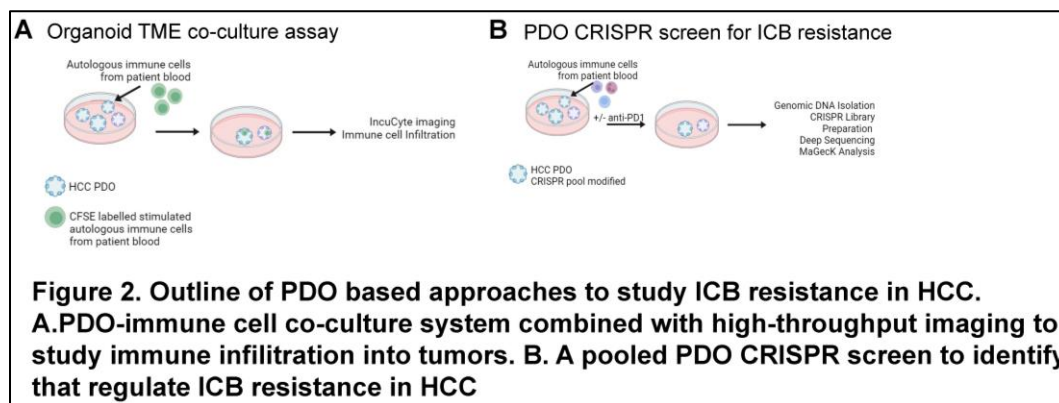 A Organoid TME co-culture assay
Autologous immune cells
from patient blood
IncuCyte imaging
Immune cell Infiltration
HCC PDO
CFSE labelled stimulated
autologous immune cells
from patient blood
B PDO CRISPR screen for ICB resistance
Autologous immune cells
from patient blood
+/- anti-PD1
Genomic DNA Isolation
CRISPR Library
Preparation
Deep Sequencing
MaGecK Analysis
HCC PDO
CRISPR pool modified
Figure 2. Outline of PDO based approaches to study ICB resistance in HCC.
A.PDO-immune cell co-culture system combined with high-throughput imaging to
study immune infilitration into tumors. B. A pooled PDO CRISPR screen to identify
that regulate ICB resistance in HCC